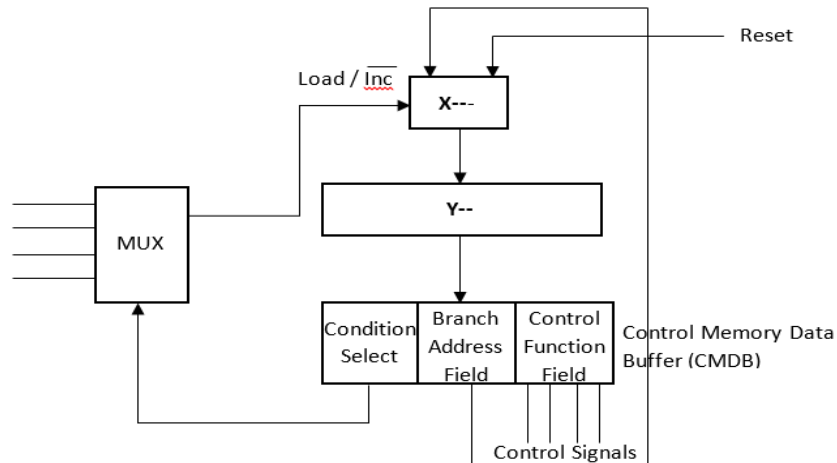 Reset
Load / Inc
X---
Y--
MUX
Condition
Select
Branch
Address
Field
Control
Function
Field
Control Memory Data
Buffer (CMDB)
Control Signals